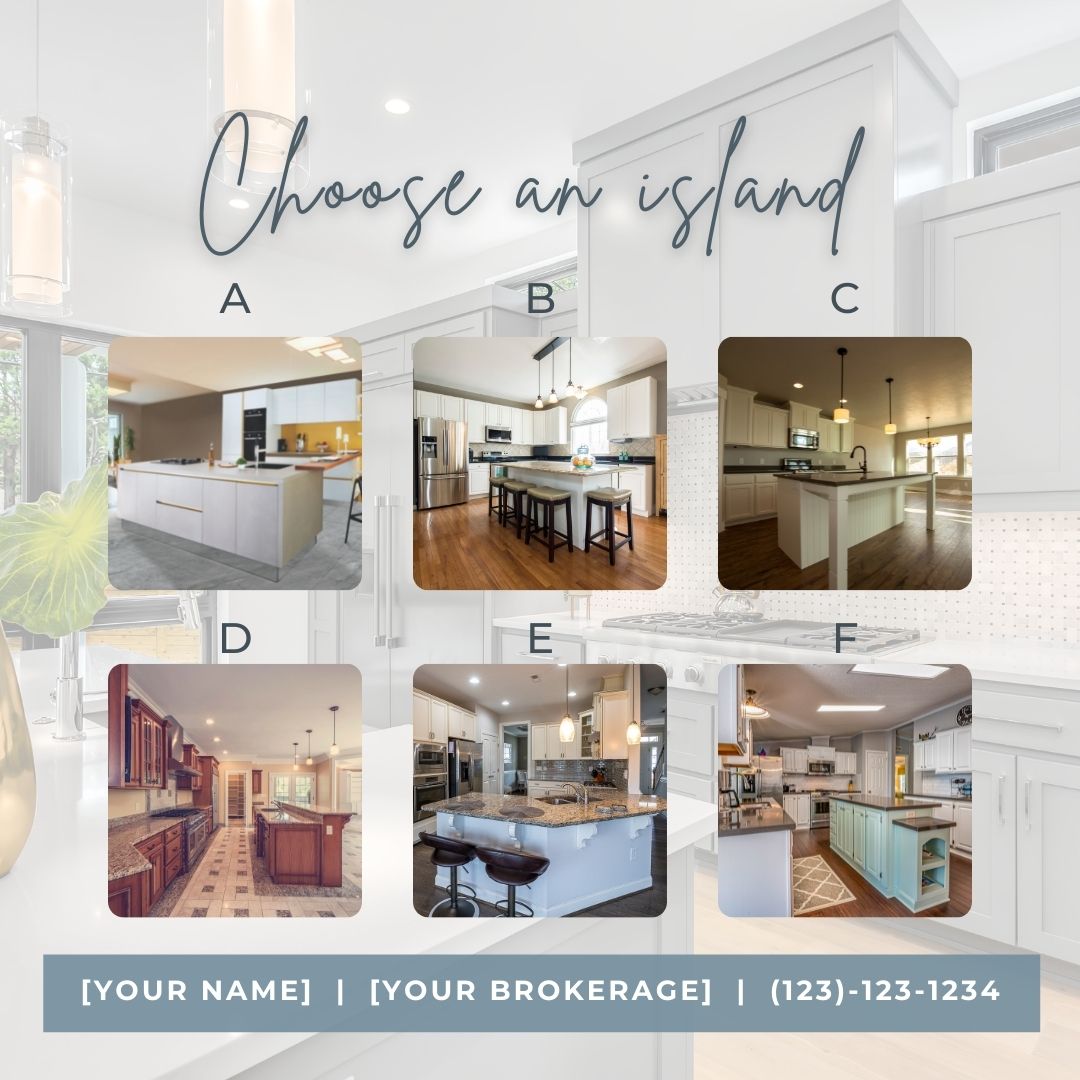 Choose an island
A B C
D E F
[YOUR NAME] | [YOUR BROKERAGE] | (123)-123-1234